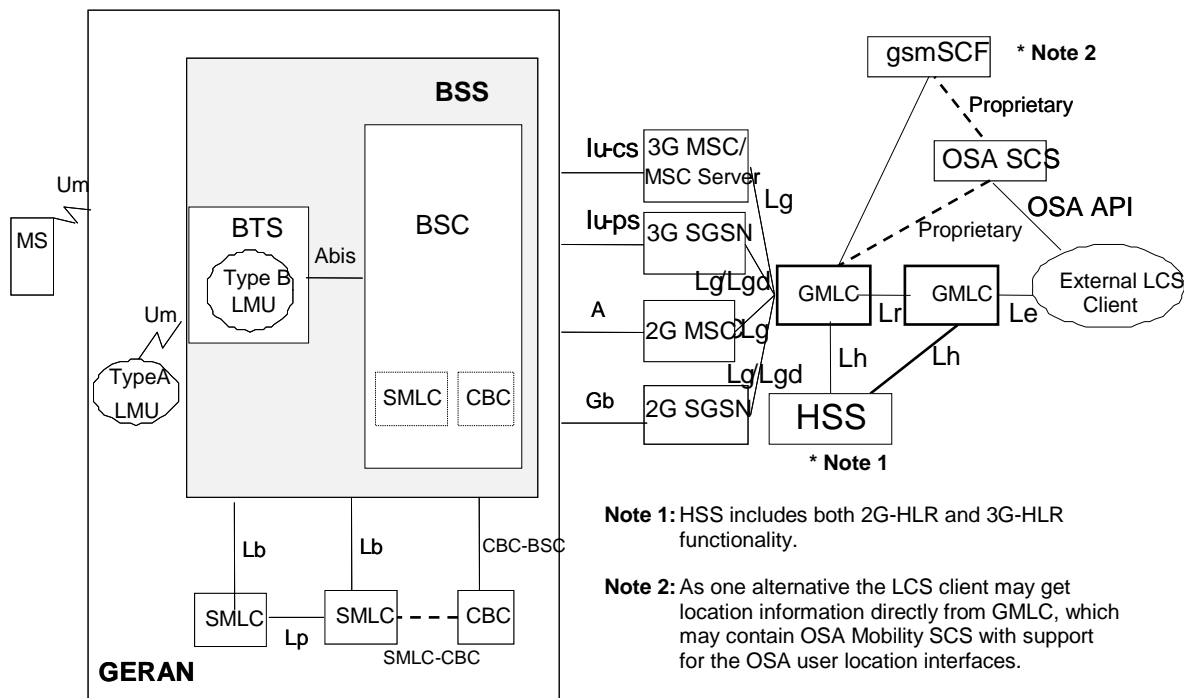 gsmSCF
* Note 2
BSS
Proprietary
Iu-cs
3G MSC/
MSC Server
OSA SCS
Um
Lg
MS
BTS
BSC
Iu-ps
3G SGSN
OSA API
Proprietary
Abis
Type B
LMU
Lg/Lgd
GMLC
GMLC
External LCS
Client
Um
A
2G MSC
Lg
Lr
Le
TypeA
LMU
Lg/Lgd
Lh
Lh
SMLC
CBC
Gb
2G SGSN
HSS
* Note 1
Note 1: HSS includes both 2G-HLR and 3G-HLR
functionality.
Lb
Lb
CBC-BSC
Note 2: As one alternative the LCS client may get
location information directly from GMLC, which
may contain OSA Mobility SCS with support
for the OSA user location interfaces.
SMLC
SMLC
CBC
Lp
SMLC-CBC
GERAN